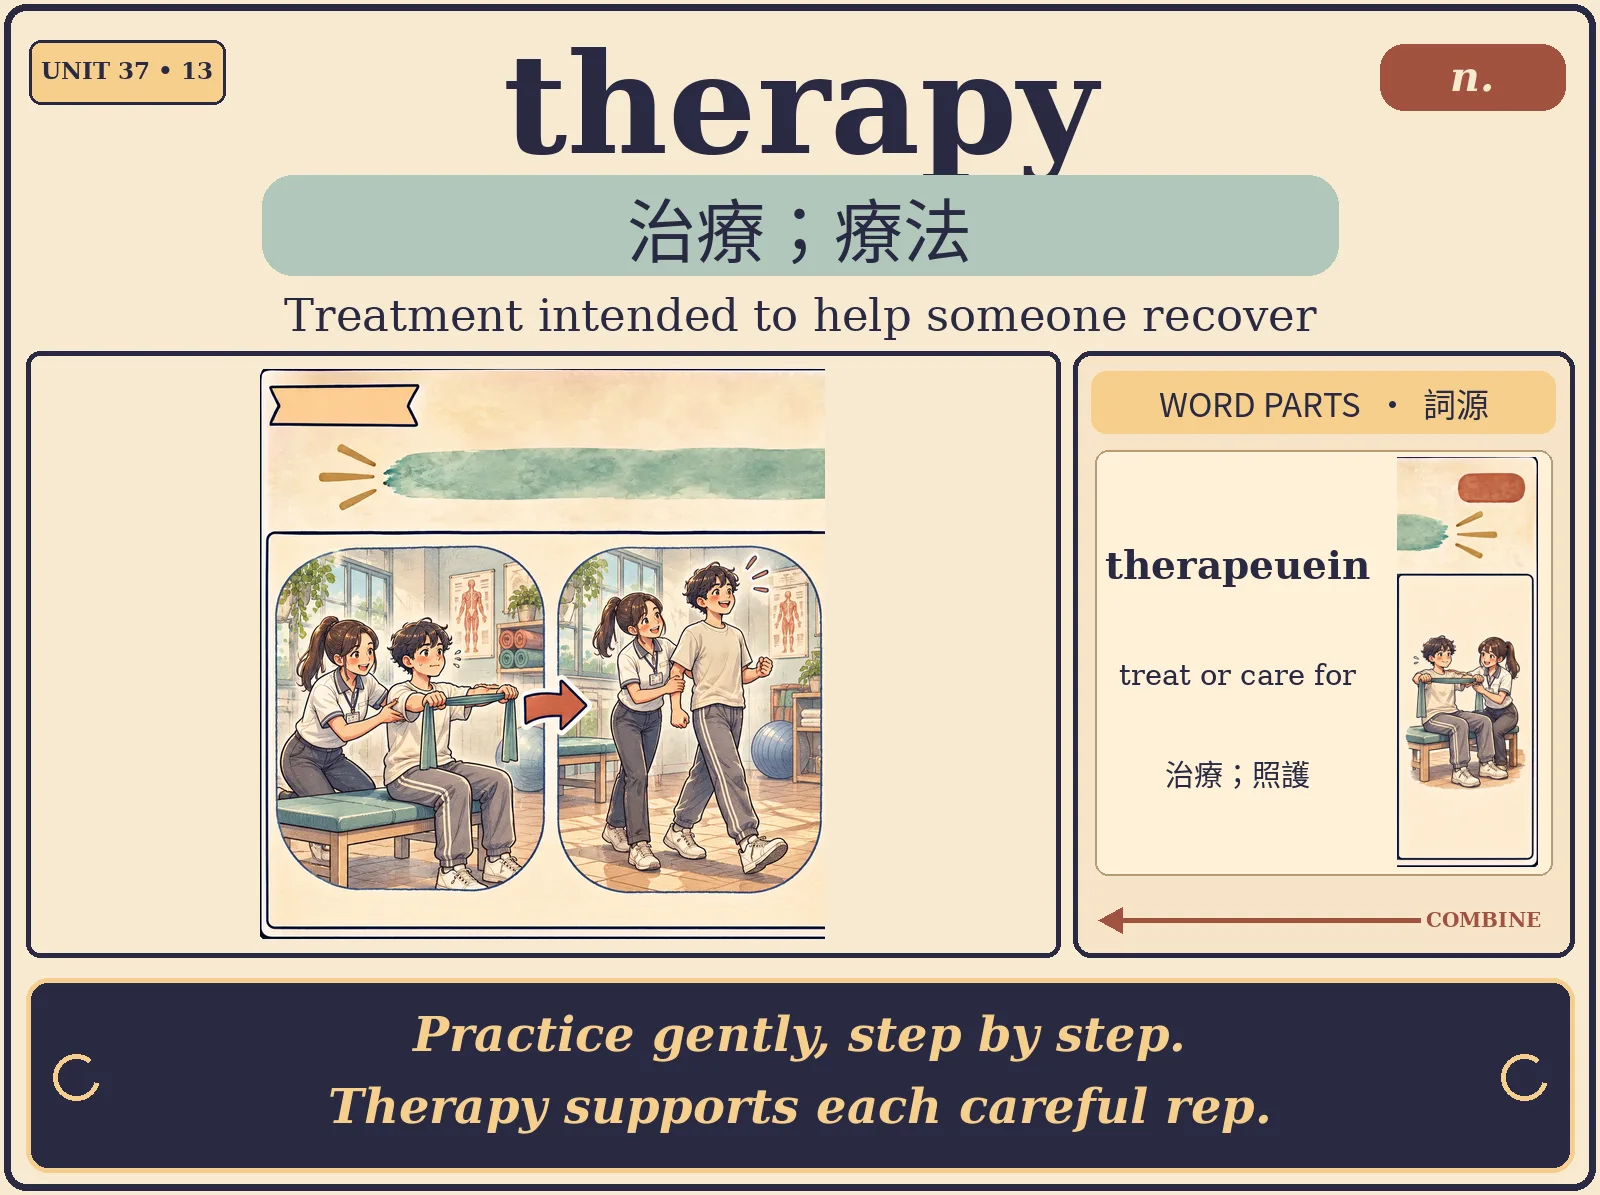 UNIT 37 • 13
therapy
n.
治療；療法
Treatment intended to help someone recover
WORD PARTS • 詞源
therapeuein
treat or care for
治療；照護
COMBINE
Practice gently, step by step.
Therapy supports each careful rep.